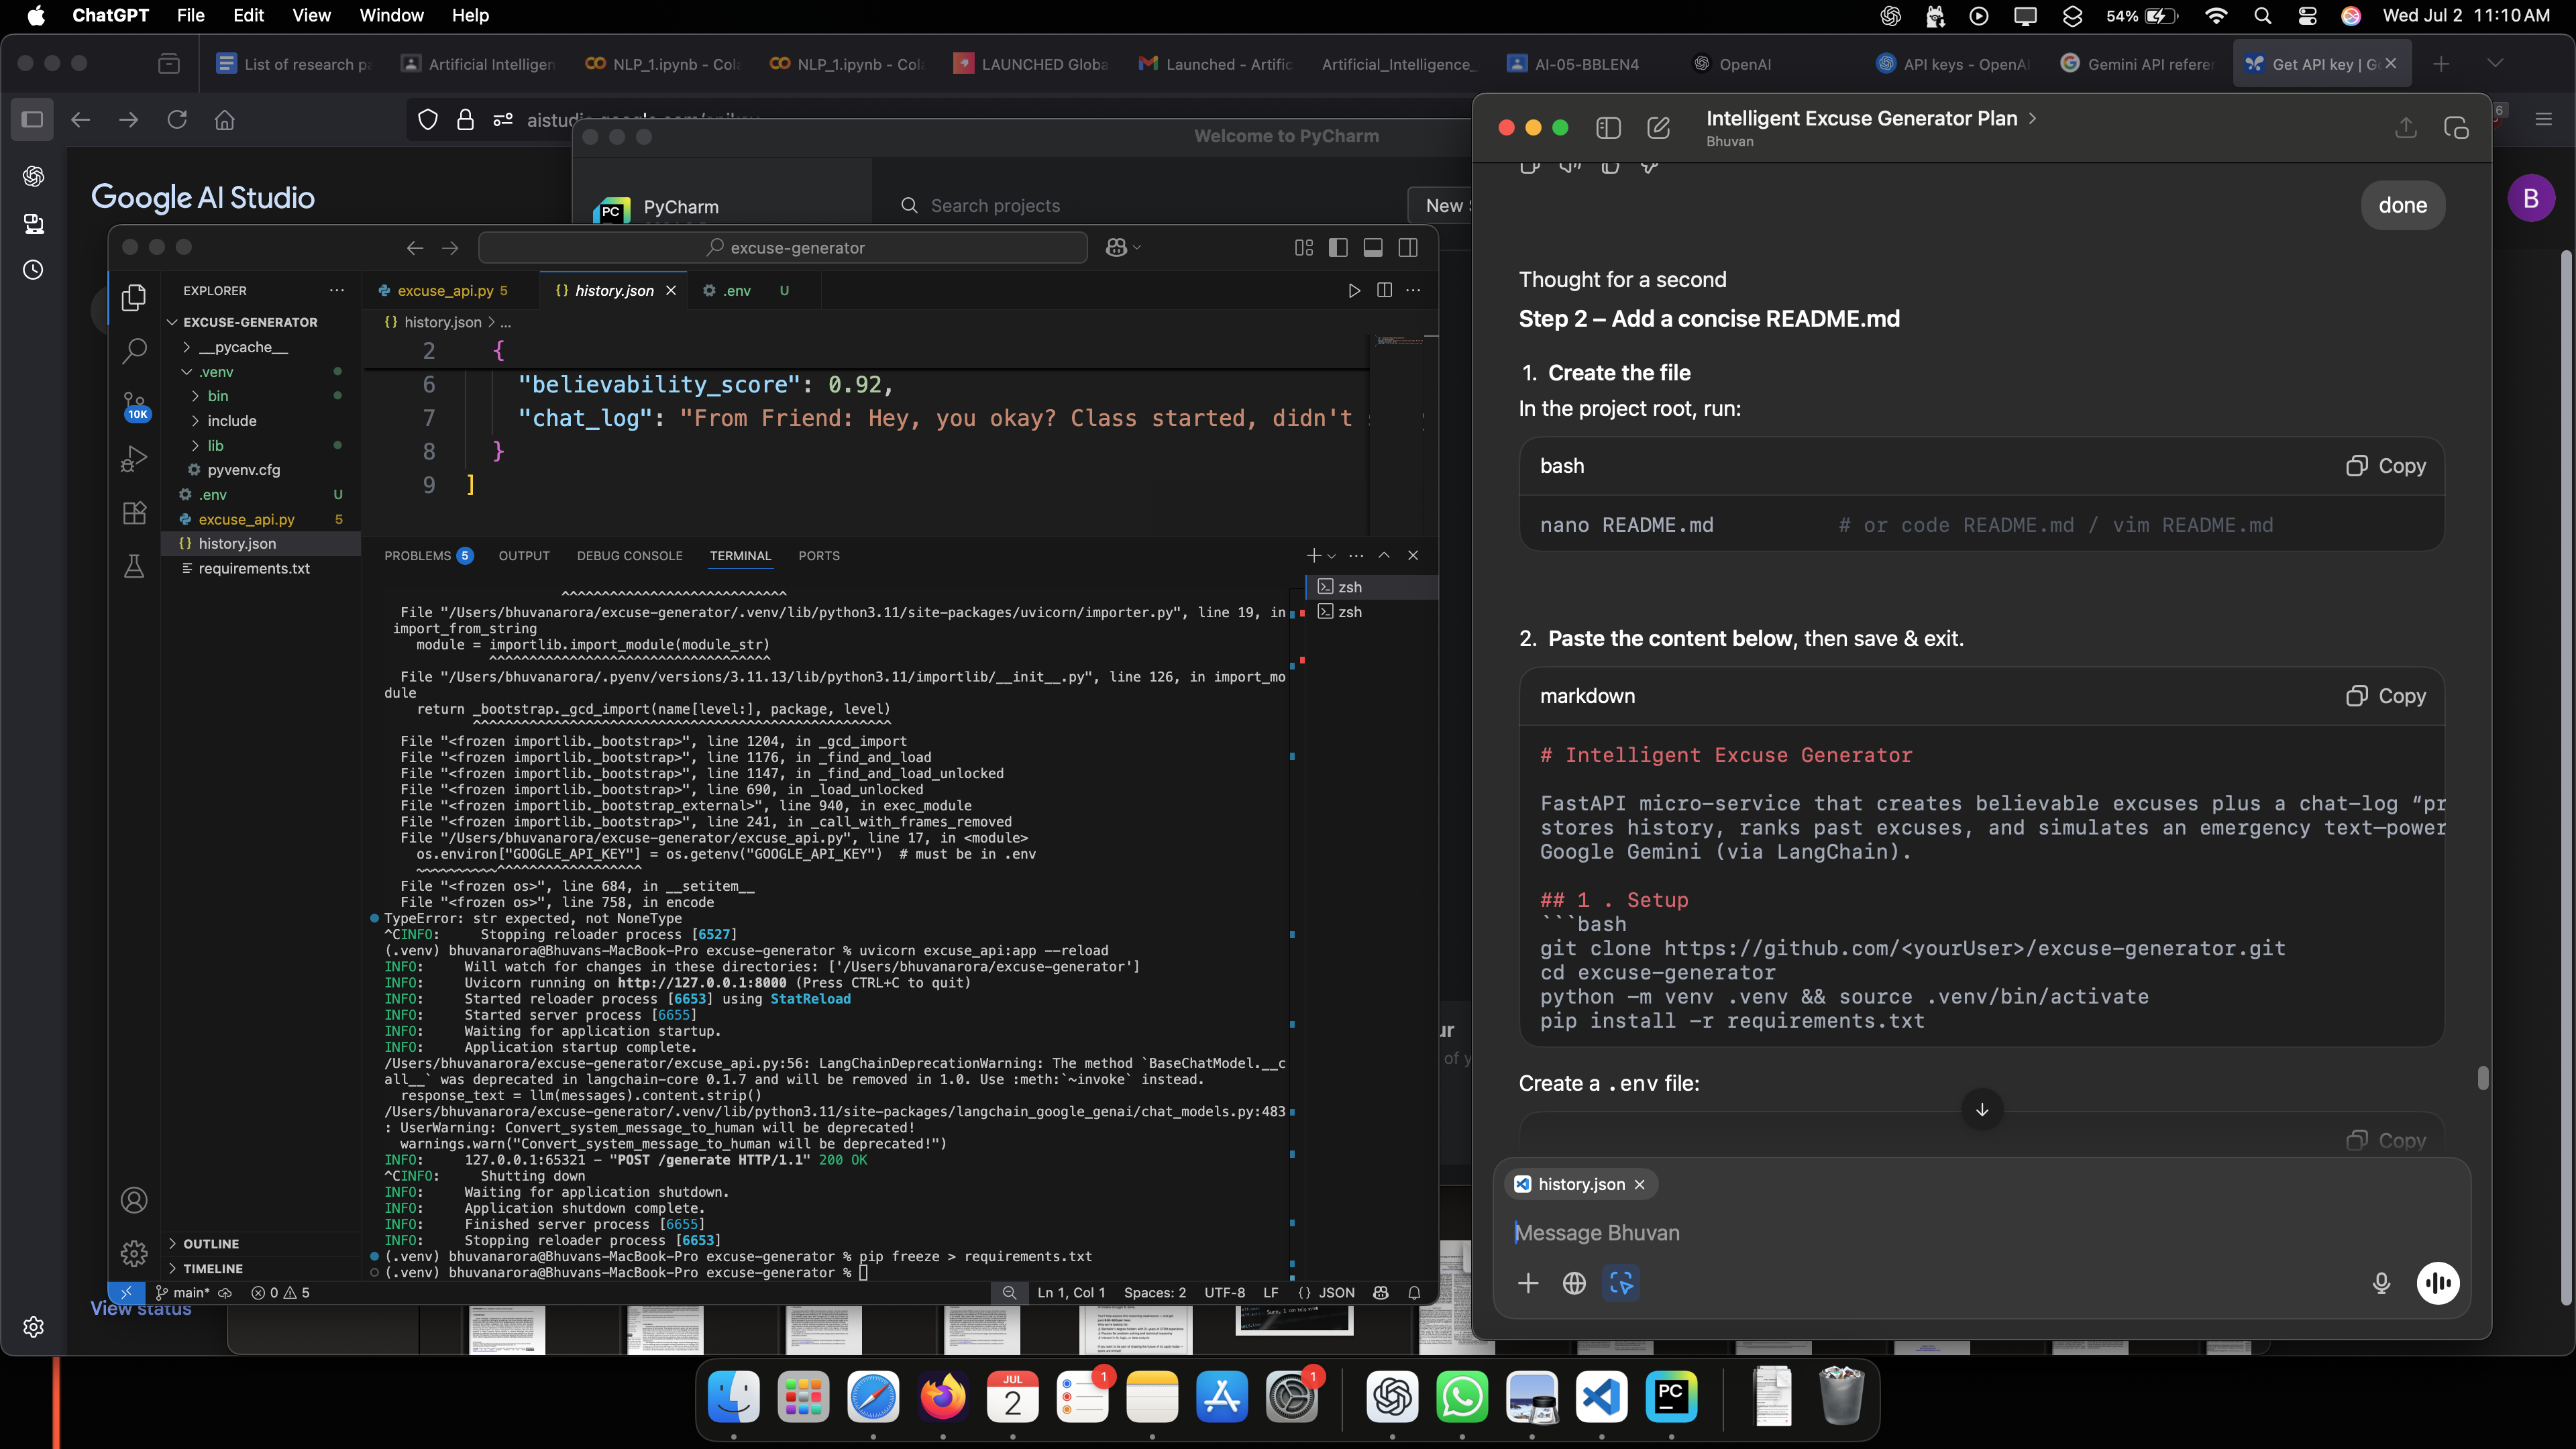 ChatGPT File Edit View Window Help 54% Wed Jul 2 11:10 AM
List of research pa Artificial Intelligen NLP_1.ipynb - Cola NLP_1.ipynb - Cola LAUNCHED Globa Launched - Artific Artificial_Intelligence_ AI-05-BBLEN4 OpenAI API keys - OpenAI Gemini API referen Get API key | G
Google AI Studio
View status
B
Welcome to PyCharm
PC PyCharm
Search projects
New S
excuse-generator
EXPLORER
EXCUSE-GENERATOR
__pycache__
.venv
bin
include
lib
pyvenv.cfg
.env U
excuse_api.py 5
history.json
requirements.txt
10K
OUTLINE
TIMELINE
excuse_api.py 5 {} history.json .env U
{} history.json > ...
2 {
6 "believability_score": 0.92,
7 "chat_log": "From Friend: Hey, you okay? Class started, didn't
8 }
9 ]
PROBLEMS 5 OUTPUT DEBUG CONSOLE TERMINAL PORTS
zsh
zsh
^^^^^^^^^^^^^^^^^^^^^^^^^^^^
File "/Users/bhuvanarora/excuse-generator/.venv/lib/python3.11/site-packages/uvicorn/importer.py", line 19, in
import_from_string
module = importlib.import_module(module_str)
^^^^^^^^^^^^^^^^^^^^^^^^^^^^^^^^^^^
File "/Users/bhuvanarora/.pyenv/versions/3.11.13/lib/python3.11/importlib/__init__.py", line 126, in import_mo
dule
return _bootstrap._gcd_import(name[level:], package, level)
^^^^^^^^^^^^^^^^^^^^^^^^^^^^^^^^^^^^^^^^^^^^^^^^^^^^
File "<frozen importlib._bootstrap>", line 1204, in _gcd_import
File "<frozen importlib._bootstrap>", line 1176, in _find_and_load
File "<frozen importlib._bootstrap>", line 1147, in _find_and_load_unlocked
File "<frozen importlib._bootstrap>", line 690, in _load_unlocked
File "<frozen importlib._bootstrap_external>", line 940, in exec_module
File "<frozen importlib._bootstrap>", line 241, in _call_with_frames_removed
File "/Users/bhuvanarora/excuse-generator/excuse_api.py", line 17, in <module>
os.environ["GOOGLE_API_KEY"] = os.getenv("GOOGLE_API_KEY") # must be in .env
~~~~~~~~~~^^^^^^^^^^^^^^^^^^
File "<frozen os>", line 684, in __setitem__
File "<frozen os>", line 758, in encode
TypeError: str expected, not NoneType
^CINFO: Stopping reloader process [6527]
(.venv) bhuvanarora@Bhuvans-MacBook-Pro excuse-generator % uvicorn excuse_api:app --reload
INFO: Will watch for changes in these directories: ['/Users/bhuvanarora/excuse-generator']
INFO: Uvicorn running on http://127.0.0.1:8000 (Press CTRL+C to quit)
INFO: Started reloader process [6653] using StatReload
INFO: Started server process [6655]
INFO: Waiting for application startup.
INFO: Application startup complete.
/Users/bhuvanarora/excuse-generator/excuse_api.py:56: LangChainDeprecationWarning: The method `BaseChatModel.__c
all__` was deprecated in langchain-core 0.1.7 and will be removed in 1.0. Use :meth:`~invoke` instead.
response_text = llm(messages).content.strip()
/Users/bhuvanarora/excuse-generator/.venv/lib/python3.11/site-packages/langchain_google_genai/chat_models.py:483
: UserWarning: Convert_system_message_to_human will be deprecated!
warnings.warn("Convert_system_message_to_human will be deprecated!")
INFO: 127.0.0.1:65321 - "POST /generate HTTP/1.1" 200 OK
^CINFO: Shutting down
INFO: Waiting for application shutdown.
INFO: Application shutdown complete.
INFO: Finished server process [6655]
INFO: Stopping reloader process [6653]
(.venv) bhuvanarora@Bhuvans-MacBook-Pro excuse-generator % pip freeze > requirements.txt
(.venv) bhuvanarora@Bhuvans-MacBook-Pro excuse-generator %
main* 0 5 Ln 1, Col 1 Spaces: 2 UTF-8 LF {} JSON
Intelligent Excuse Generator Plan >
Bhuvan
done
Thought for a second
Step 2 – Add a concise README.md
1. Create the file
In the project root, run:
bash Copy
nano README.md # or code README.md / vim README.md
2. Paste the content below, then save & exit.
markdown Copy
# Intelligent Excuse Generator
FastAPI micro-service that creates believable excuses plus a chat-log “pr
stores history, ranks past excuses, and simulates an emergency text—power
Google Gemini (via LangChain).
## 1 . Setup
```bash
git clone https://github.com/<yourUser>/excuse-generator.git
cd excuse-generator
python -m venv .venv && source .venv/bin/activate
pip install -r requirements.txt
Create a .env file:
Copy
history.json
Message Bhuvan
JUL
2
1
1
PC